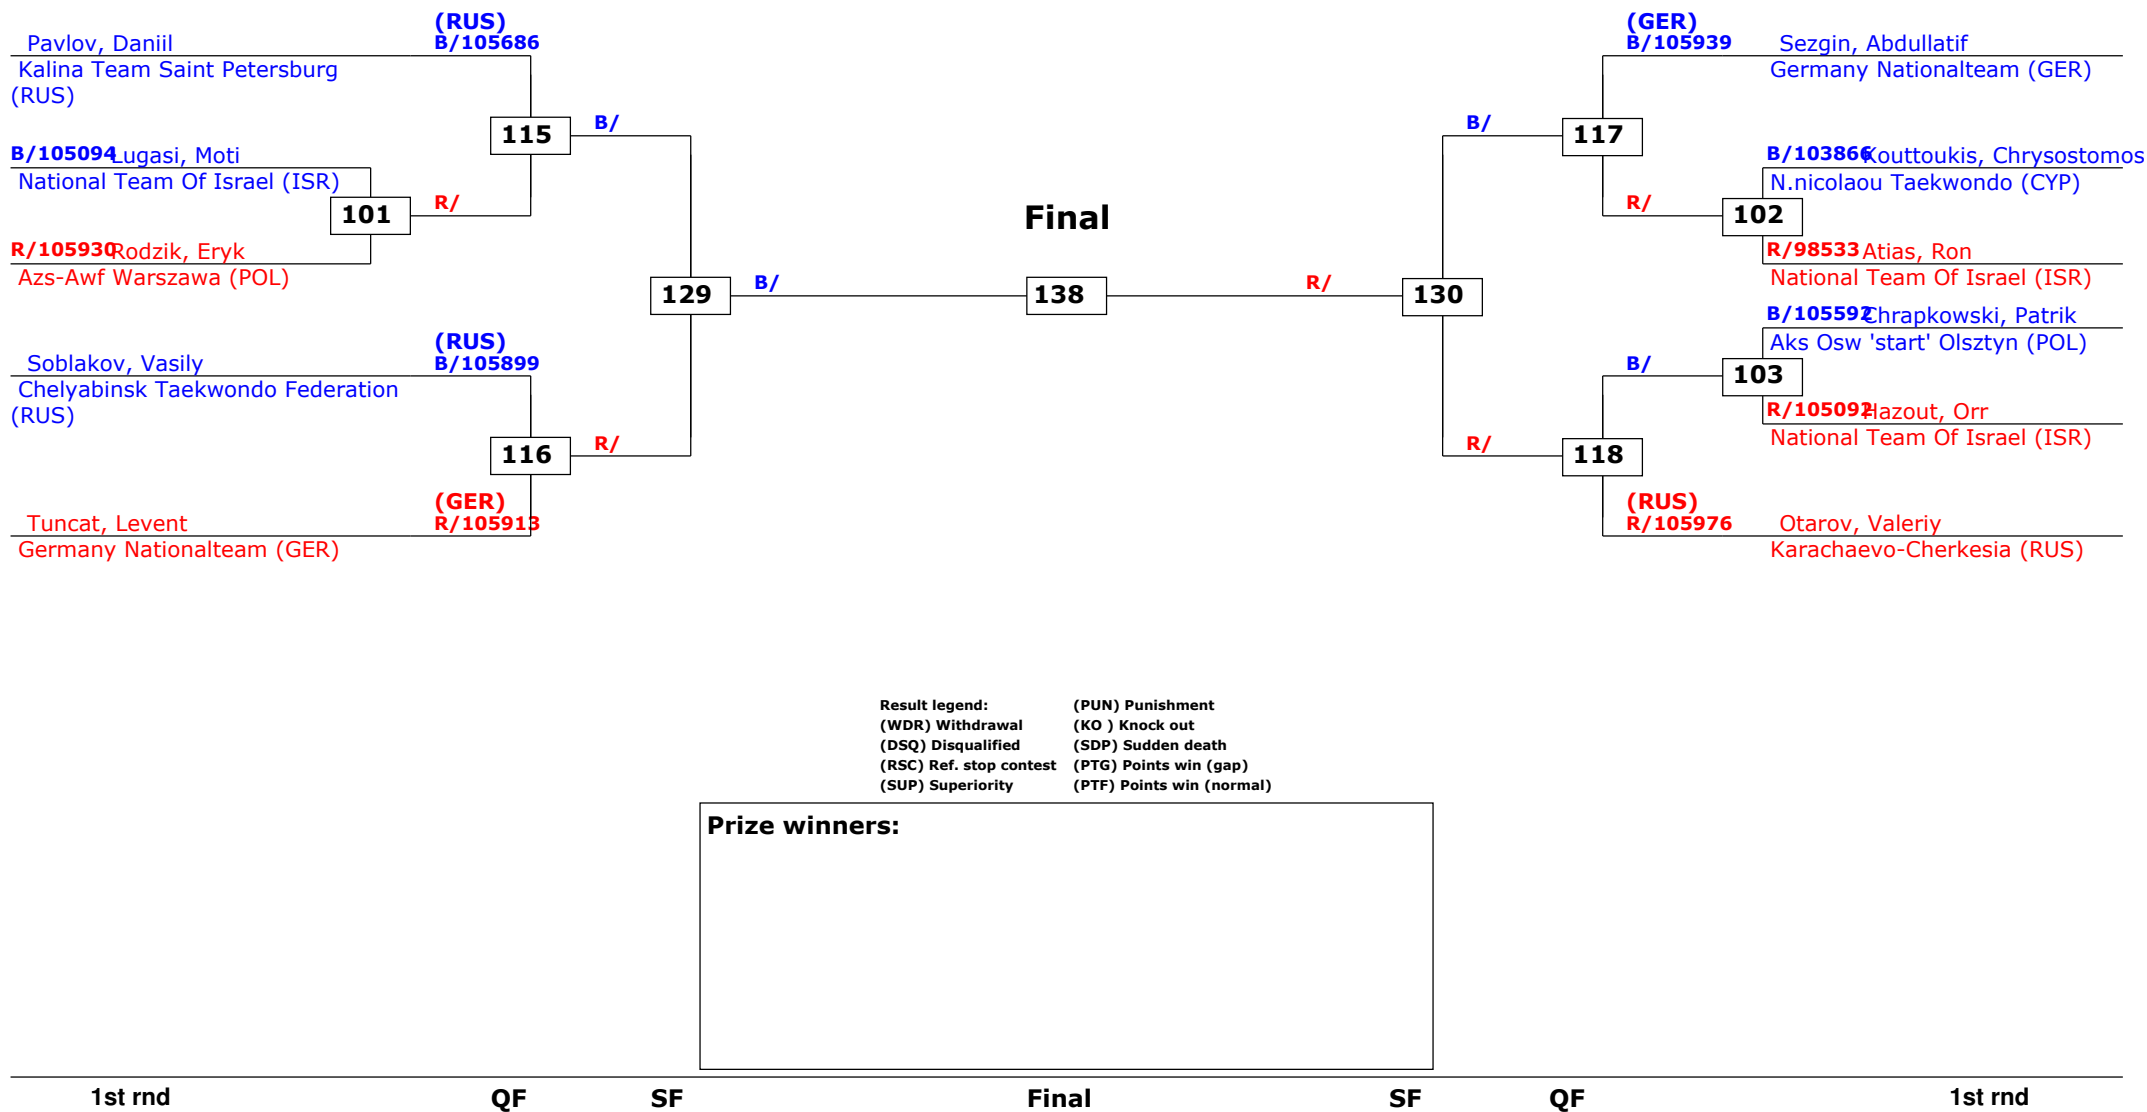 (RUS)
Pavlov, Daniil B/105686
Kalina Team Saint Petersburg
(RUS)
115
B/
B/105094 Lugasi, Moti
National Team Of Israel (ISR)
101
R/
R/105930 Rodzik, Eryk
Azs-Awf Warszawa (POL)
129
B/
(RUS)
Soblakov, Vasily B/105899
Chelyabinsk Taekwondo Federation
(RUS)
116
R/
(GER)
Tuncat, Levent R/105913
Germany Nationalteam (GER)
Final
138
(GER)
B/105939 Sezgin, Abdullatif
Germany Nationalteam (GER)
B/
117
B/103866 Kouttoukis, Chrysostomos
N.nicolaou Taekwondo (CYP)
R/
102
R/98533 Atias, Ron
National Team Of Israel (ISR)
R/
130
B/105592 Chrapkowski, Patrik
Aks Osw 'start' Olsztyn (POL)
B/
103
R/105092 Hazout, Orr
National Team Of Israel (ISR)
R/
118
(RUS)
R/105976 Otarov, Valeriy
Karachaevo-Cherkesia (RUS)
Result legend: (PUN) Punishment
(WDR) Withdrawal (KO ) Knock out
(DSQ) Disqualified (SDP) Sudden death
(RSC) Ref. stop contest (PTG) Points win (gap)
(SUP) Superiority (PTF) Points win (normal)
Prize winners:
1st rnd QF SF Final SF QF 1st rnd